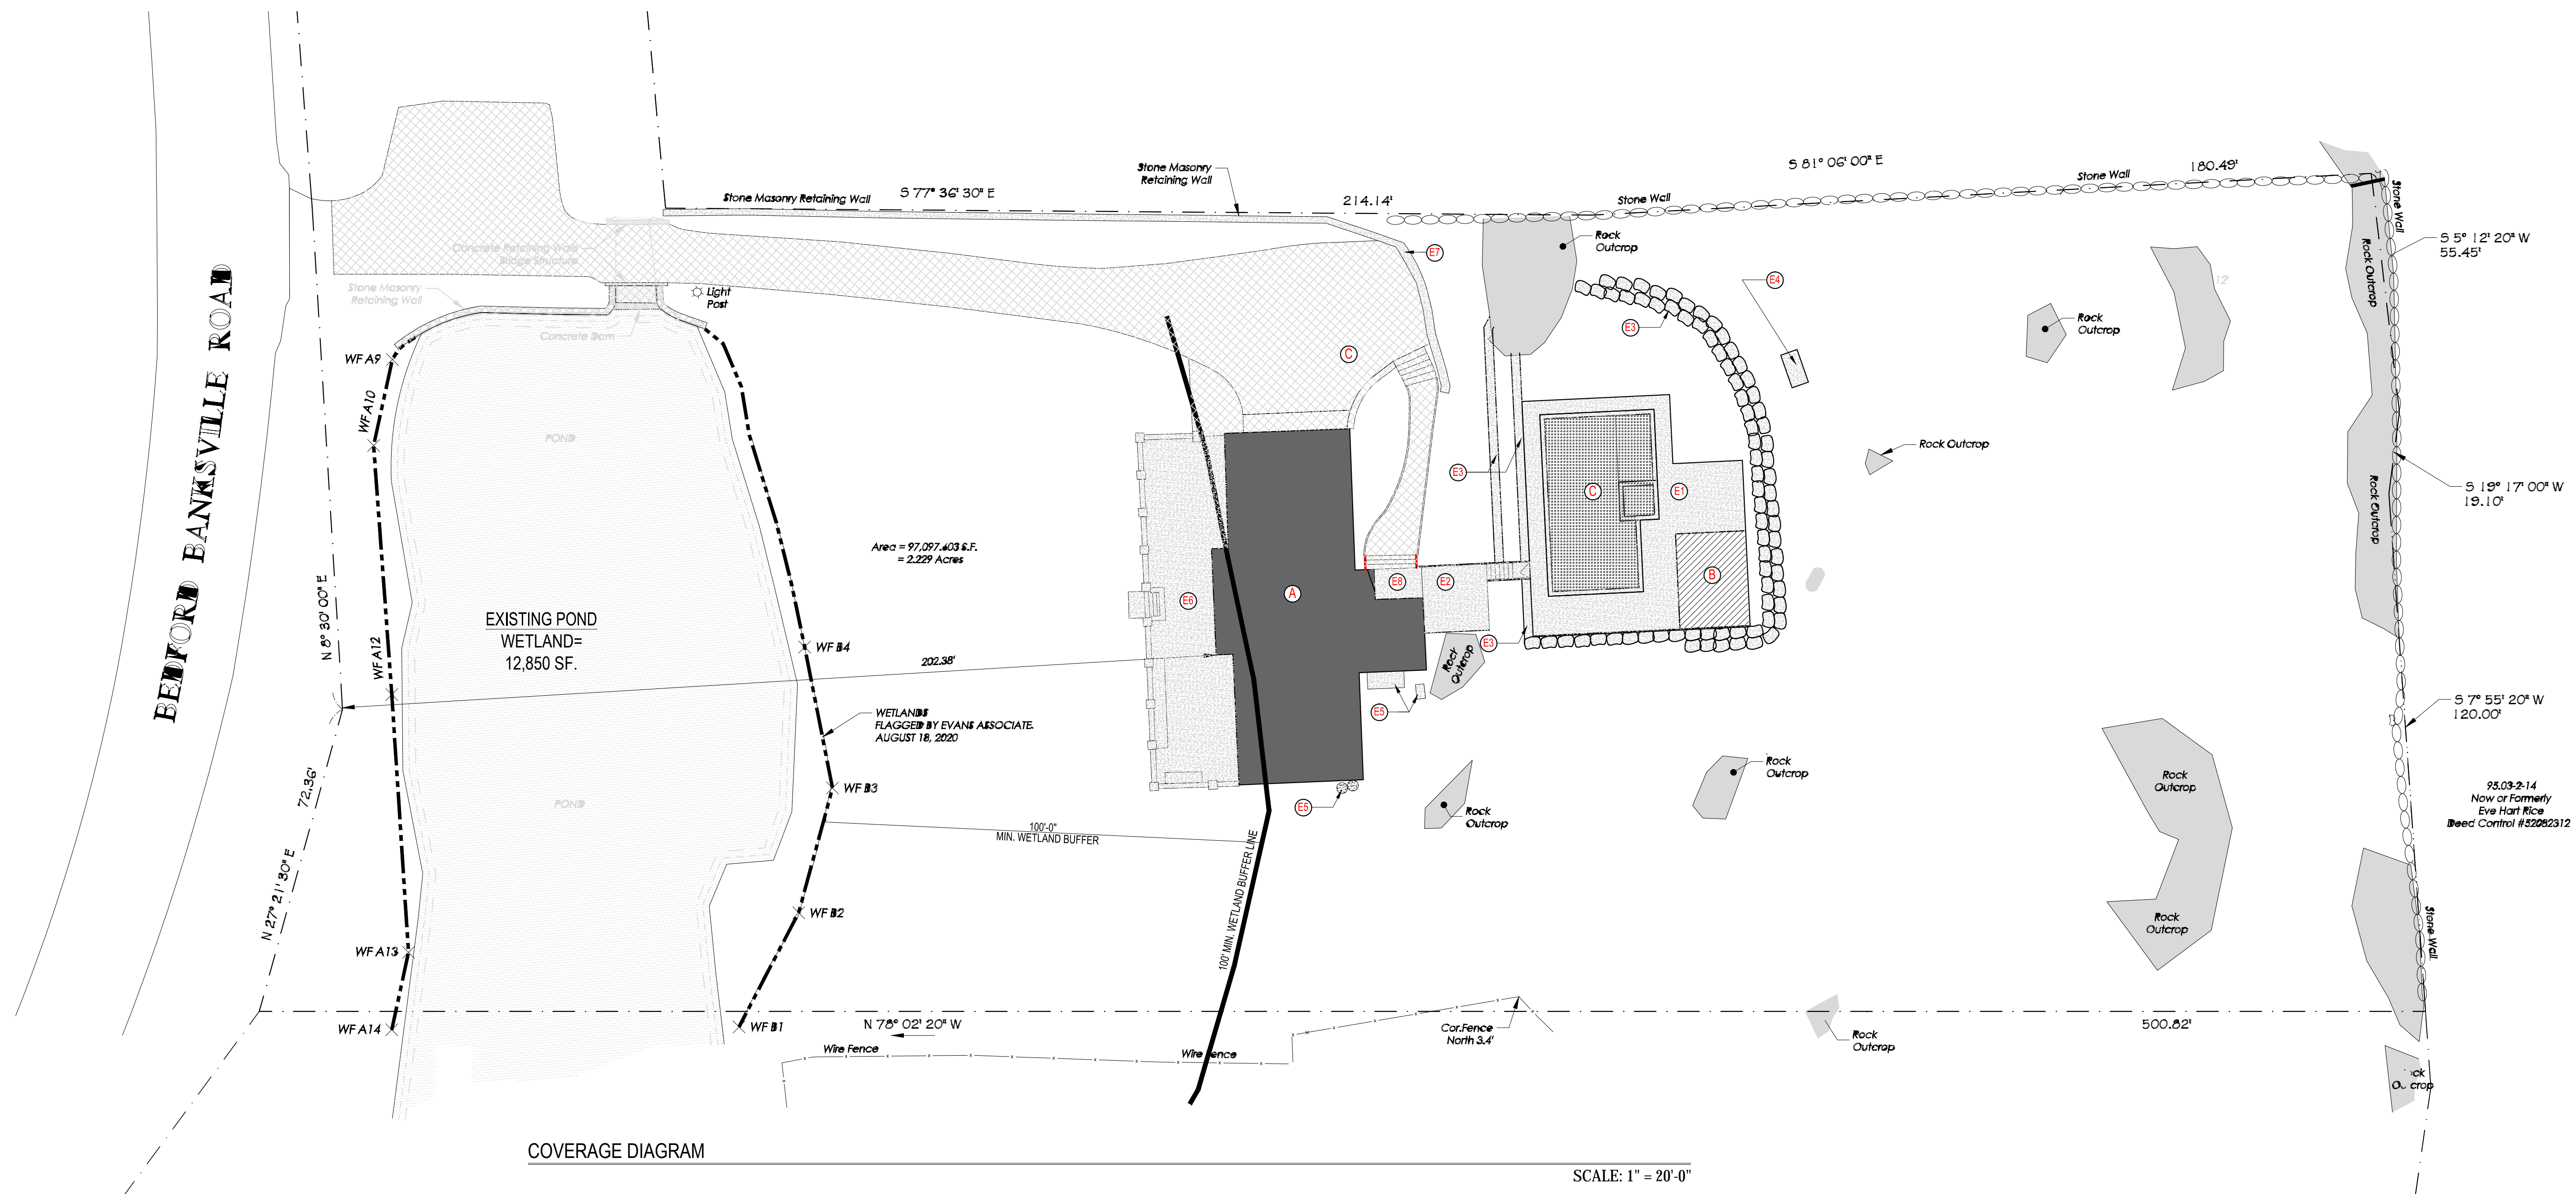 BEDFORD BANKSVILLE ROAD
Stone Masonry Retaining Wall
S 77° 36' 30" E
Stone Masonry
Retaining Wall
214.14'
Stone Wall
S 81° 06' 00" E
Stone Wall
180.49'
Stone Wall
S 5° 12' 20" W
55.45'
Rock Outcrop
Concrete Retaining Walls
Bridge Structure
Stone Masonry
Retaining Wall
Light
Post
Concrete Dam
E7
Rock
Outcrop
E4
E3
12'
Rock
Outcrop
WF A9
WF A10
POND
C
Rock Outcrop
E3
C
E1
Rock Outcrop
S 19° 17' 00" W
19.10'
Area = 97,097.603 S.F.
= 2.229 Acres
N 8° 30' 00" E
EXISTING POND
WETLAND=
12,850 SF.
WF A12
WF B4
202.38'
E6
A
E8
E2
B
E3
Rock
Outcrop
E5
WETLANDS
FLAGGED BY EVANS ASSOCIATE.
AUGUST 18, 2020
S 7° 55' 20" W
120.00'
72.36'
WF B3
POND
E5
Rock
Outcrop
Rock
Outcrop
Rock
Outcrop
95.03-2-14
Now or Formerly
Eve Hart Rice
Deed Control #52082312
100'-0"
MIN. WETLAND BUFFER
100' MIN. WETLAND BUFFER LINE
N 27° 21' 30" E
WF B2
Rock
Outcrop
Stone Wall
WF A13
WF A14
WF B1
N 78° 02' 20" W
Cor.Fence
North 3.4'
Rock
Outcrop
500.82'
Wire Fence
Wire Fence
COVERAGE DIAGRAM
SCALE: 1" = 20'-0"